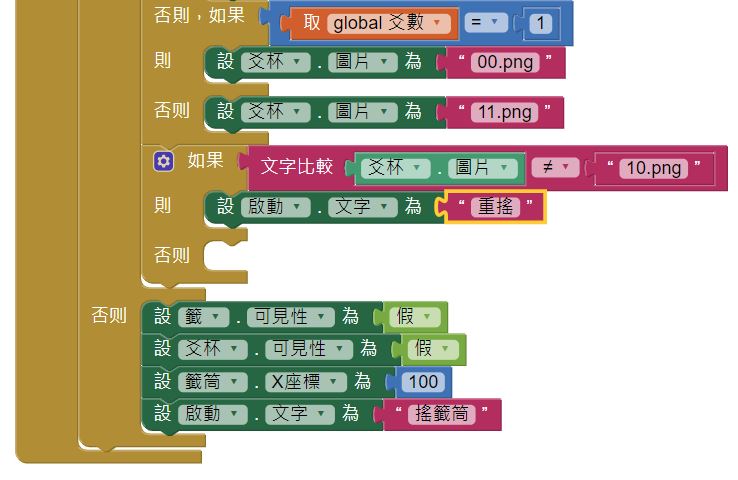 否則，如果 取 global 爻數 = 1
則 設 爻杯 . 圖片 為 “ 00.png ”
否則 設 爻杯 . 圖片 為 “ 11.png ”
如果 文字比較 爻杯 . 圖片 ≠ “ 10.png ”
則 設 啟動 . 文字 為 “ 重搖 ”
否則
否則 設 籤 . 可見性 為 假
設 爻杯 . 可見性 為 假
設 籤筒 . X座標 為 100
設 啟動 . 文字 為 “ 搖籤筒 ”